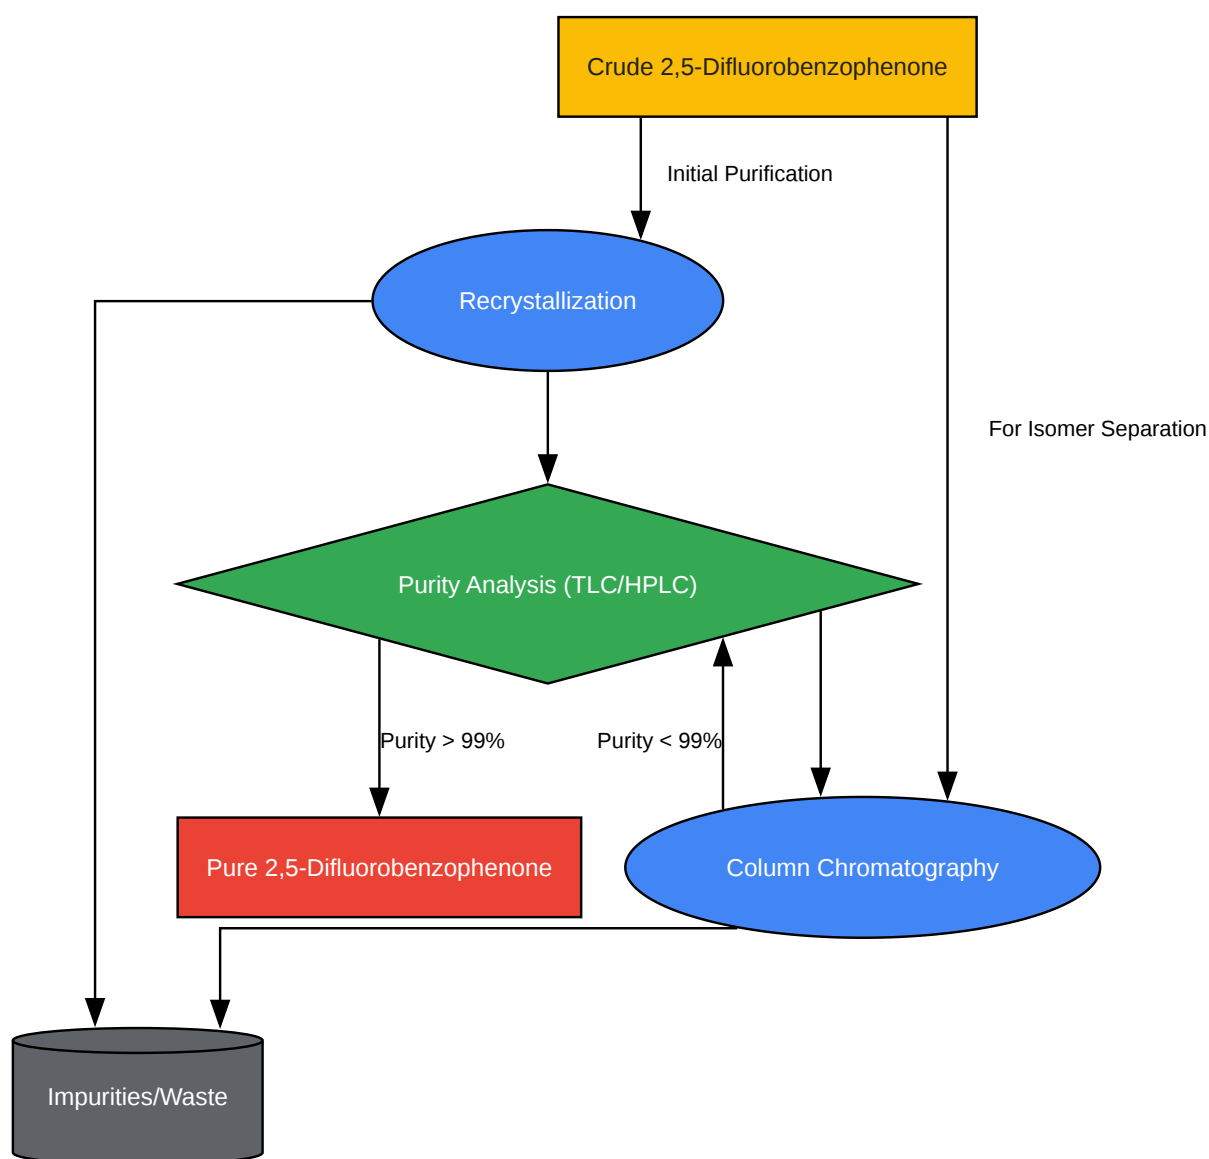 Crude 2,5-Difluorobenzophenone
Initial Purification
Recrystallization
For Isomer Separation
Purity Analysis (TLC/HPLC)
Purity > 99%
Purity < 99%
Pure 2,5-Difluorobenzophenone
Column Chromatography
Impurities/Waste